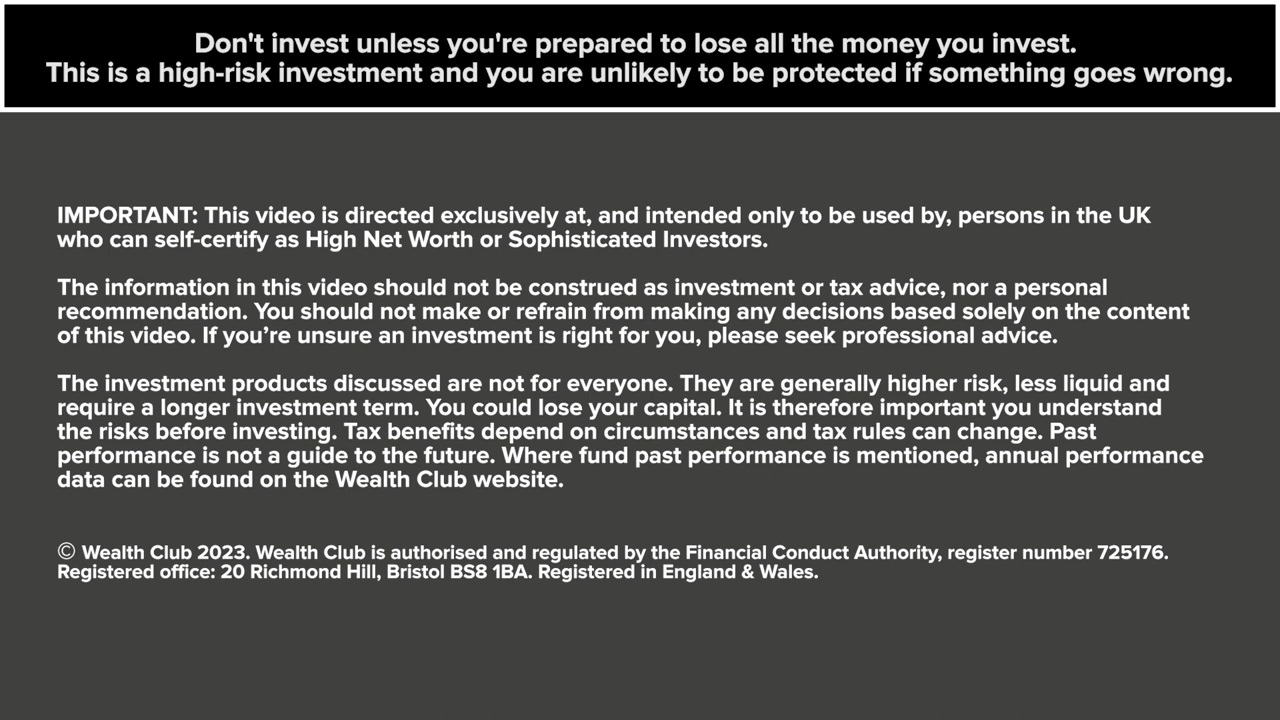 Don't invest unless you're prepared to lose all the money you invest.
This is a high-risk investment and you are unlikely to be protected if something goes wrong.
IMPORTANT: This video is directed exclusively at, and intended only to be used by, persons in the UK
who can self-certify as High Net Worth or Sophisticated Investors.
The information in this video should not be construed as investment or tax advice, nor a personal
recommendation. You should not make or refrain from making any decisions based solely on the content
of this video. If you’re unsure an investment is right for you, please seek professional advice.
The investment products discussed are not for everyone. They are generally higher risk, less liquid and
require a longer investment term. You could lose your capital. It is therefore important you understand
the risks before investing. Tax benefits depend on circumstances and tax rules can change. Past
performance is not a guide to the future. Where fund past performance is mentioned, annual performance
data can be found on the Wealth Club website.
© Wealth Club 2023. Wealth Club is authorised and regulated by the Financial Conduct Authority, register number 725176.
Registered office: 20 Richmond Hill, Bristol BS8 1BA. Registered in England & Wales.